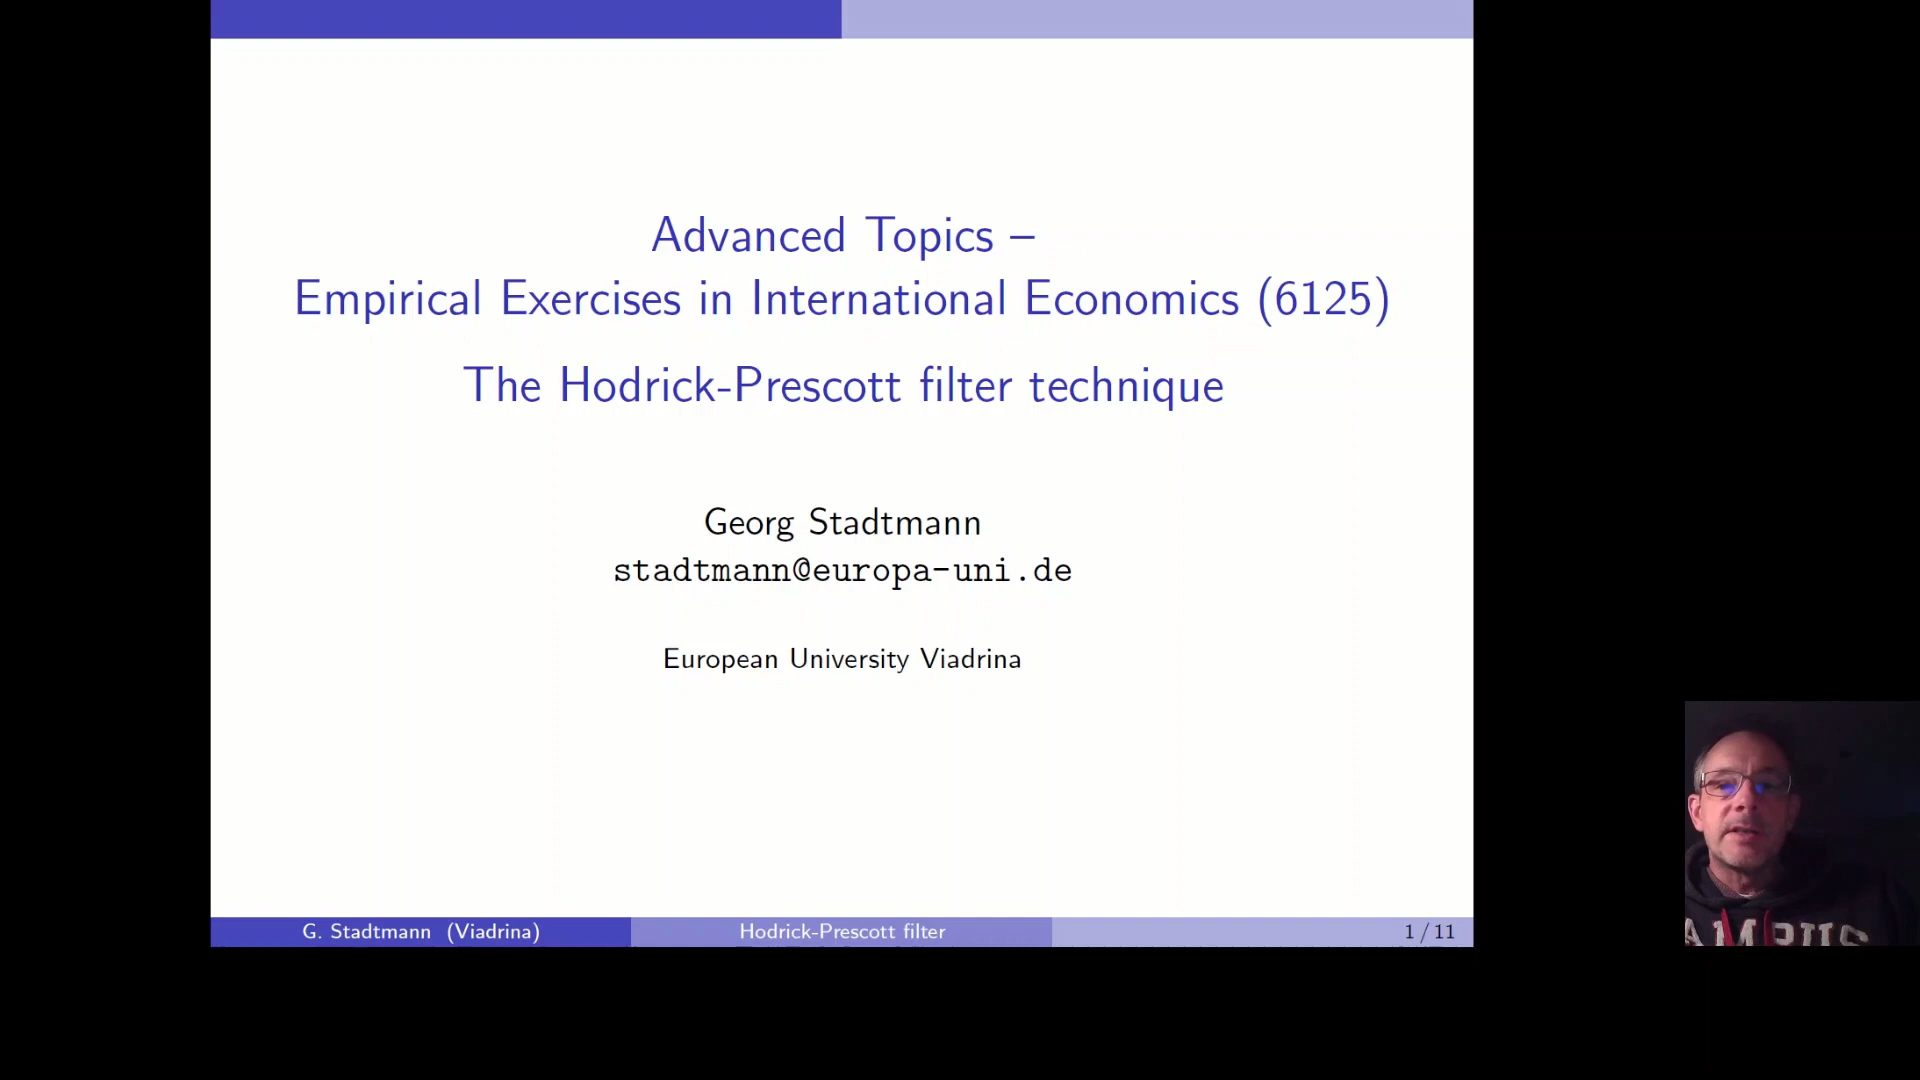 Advanced Topics –
Empirical Exercises in International Economics (6125)
The Hodrick-Prescott filter technique
Georg Stadtmann
stadtmann@europa-uni.de
European University Viadrina
G. Stadtmann (Viadrina)
Hodrick-Prescott filter
1 / 11